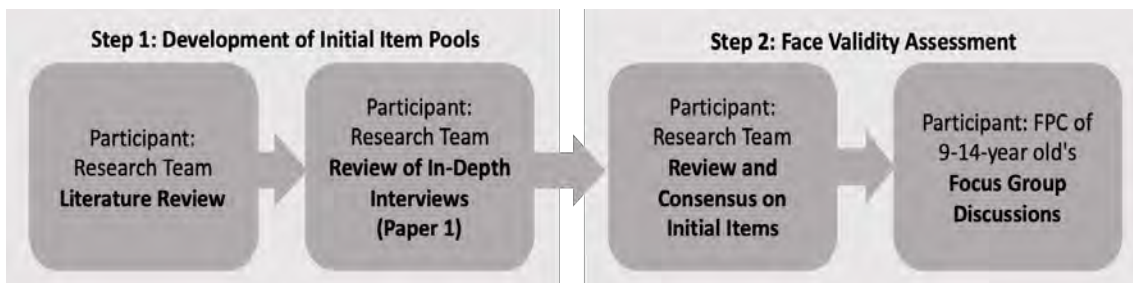 Step 1: Development of Initial Item Pools
Participant:
Research Team
Literature Review
Participant:
Research Team
Review of In-Depth
Interviews
(Paper 1)
Step 2: Face Validity Assessment
Participant:
Research Team
Review and
Consensus on
Initial Items
Participant: FPC of
9-14-year old's
Focus Group
Discussions